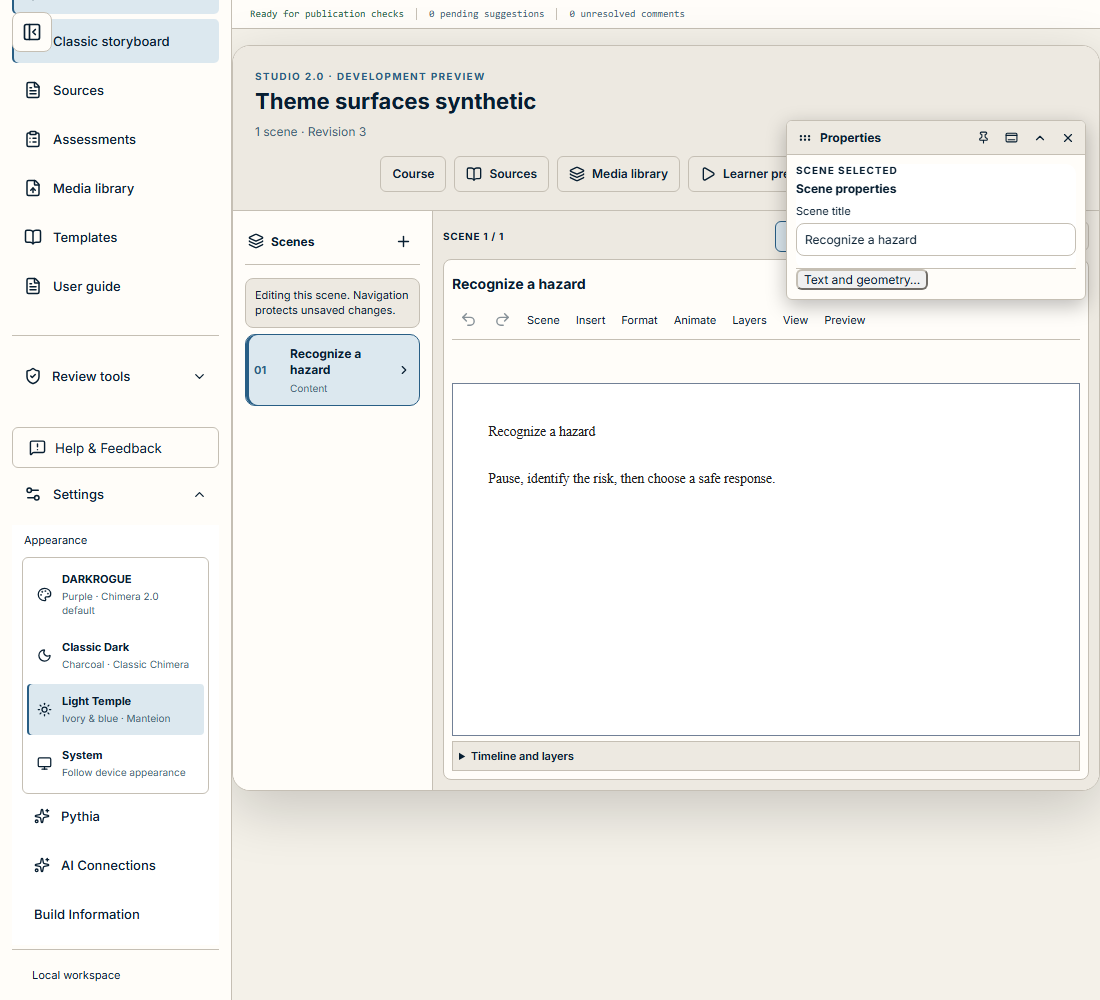 Classic storyboard
Sources
Assessments
Media library
Templates
User guide
Review tools
Help & Feedback
Settings
Appearance
DARKROGUE
Purple · Chimera 2.0
default
Classic Dark
Charcoal · Classic Chimera
Light Temple
Ivory & blue · Manteion
System
Follow device appearance
Pythia
AI Connections
Build Information
Local workspace
Ready for publication checks
0 pending suggestions
0 unresolved comments
STUDIO 2.0 · DEVELOPMENT PREVIEW
Theme surfaces synthetic
1 scene · Revision 3
Course
Sources
Media library
Learner pre
Properties
SCENE SELECTED
Scene properties
Scene title
Recognize a hazard
Text and geometry...
Scenes
Editing this scene. Navigation
protects unsaved changes.
01
Recognize a
hazard
Content
SCENE 1 / 1
Recognize a hazard
Scene
Insert
Format
Animate
Layers
View
Preview
Recognize a hazard
Pause, identify the risk, then choose a safe response.
Timeline and layers